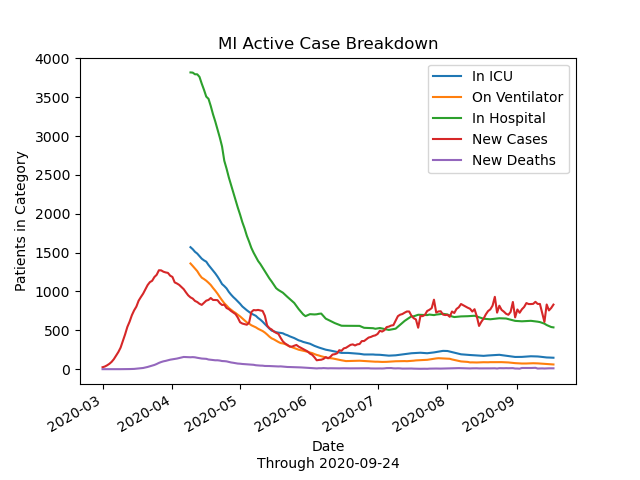 MI Active Case Breakdown
4000
3500
3000
2500
2000
1500
1000
500
0
Patients in Category
In ICU
On Ventilator
In Hospital
New Cases
New Deaths
2020-03
2020-04
2020-05
2020-06
2020-07
2020-08
2020-09
Date
Through 2020-09-24